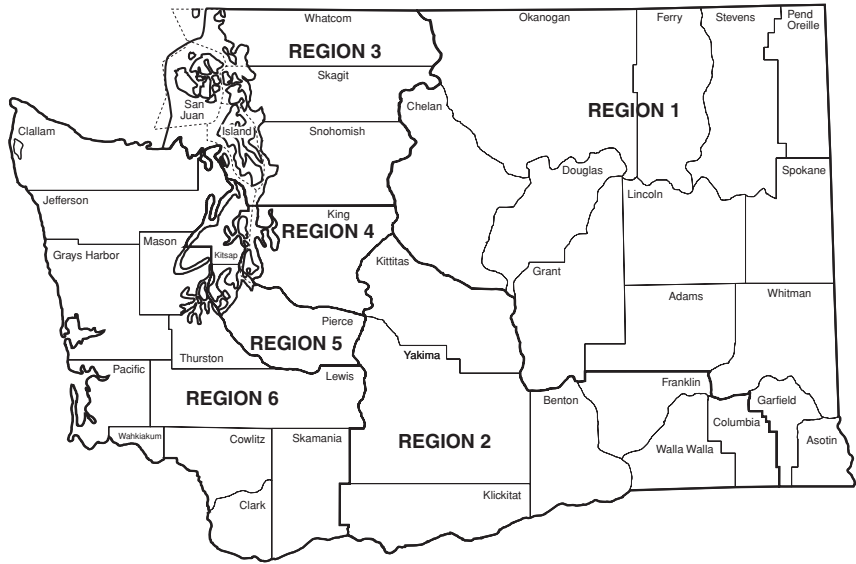 Whatcom
Okanogan
Ferry
Stevens
Pend
Oreille
REGION 3
Skagit
San
Juan
Chelan
REGION 1
Clallam
Island
Snohomish
Douglas
Spokane
Jefferson
Lincoln
King
REGION 4
Mason
Grays Harbor
Kitsap
Kittitas
Grant
Adams
Whitman
Pierce
REGION 5
Thurston
Yakima
Pacific
Lewis
Franklin
REGION 6
Benton
Garfield
Columbia
Wahkiakum
Cowlitz
Skamania
REGION 2
Walla Walla
Asotin
Klickitat
Clark